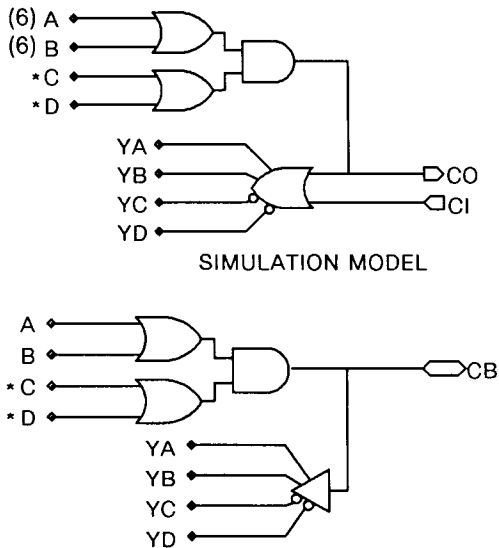 (6) A
(6) B
*C
*D
YA
YB
YC
YD
CO
CI
SIMULATION MODEL
A
B
*C
*D
CB
YA
YB
YC
YD